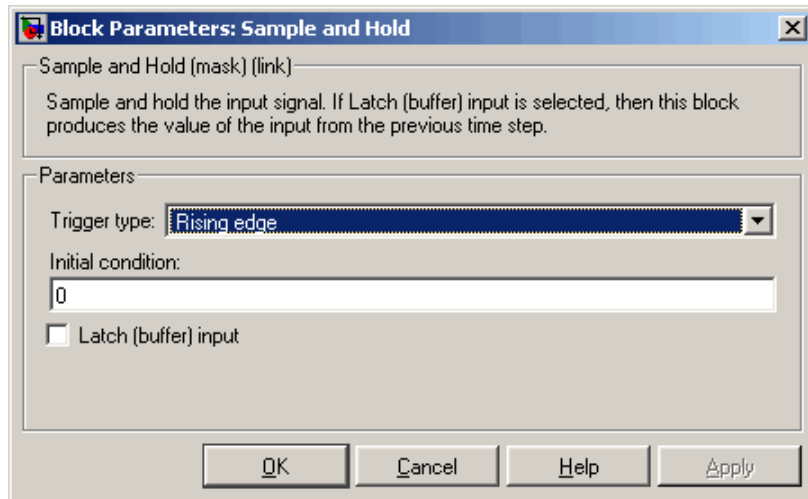 Block Parameters: Sample and Hold
Sample and Hold (mask) (link)
Sample and hold the input signal. If Latch (buffer) input is selected, then this block
produces the value of the input from the previous time step.
Parameters
Trigger type: Rising edge
Initial condition:
0
Latch (buffer) input
OK Cancel Help Apply